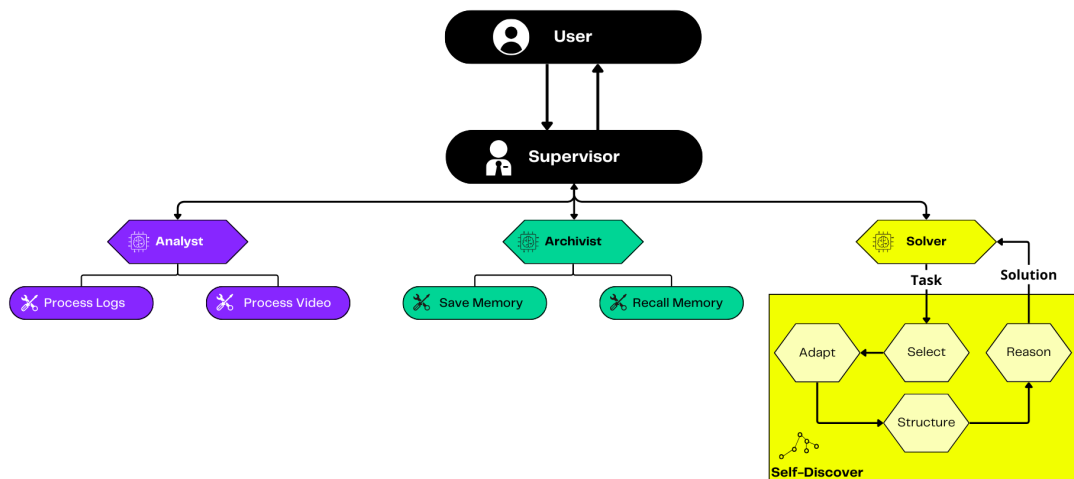 User
Supervisor
Analyst
Archivist
Solver
Process Logs
Process Video
Save Memory
Recall Memory
Task
Solution
Adapt
Select
Reason
Structure
Self-Discover